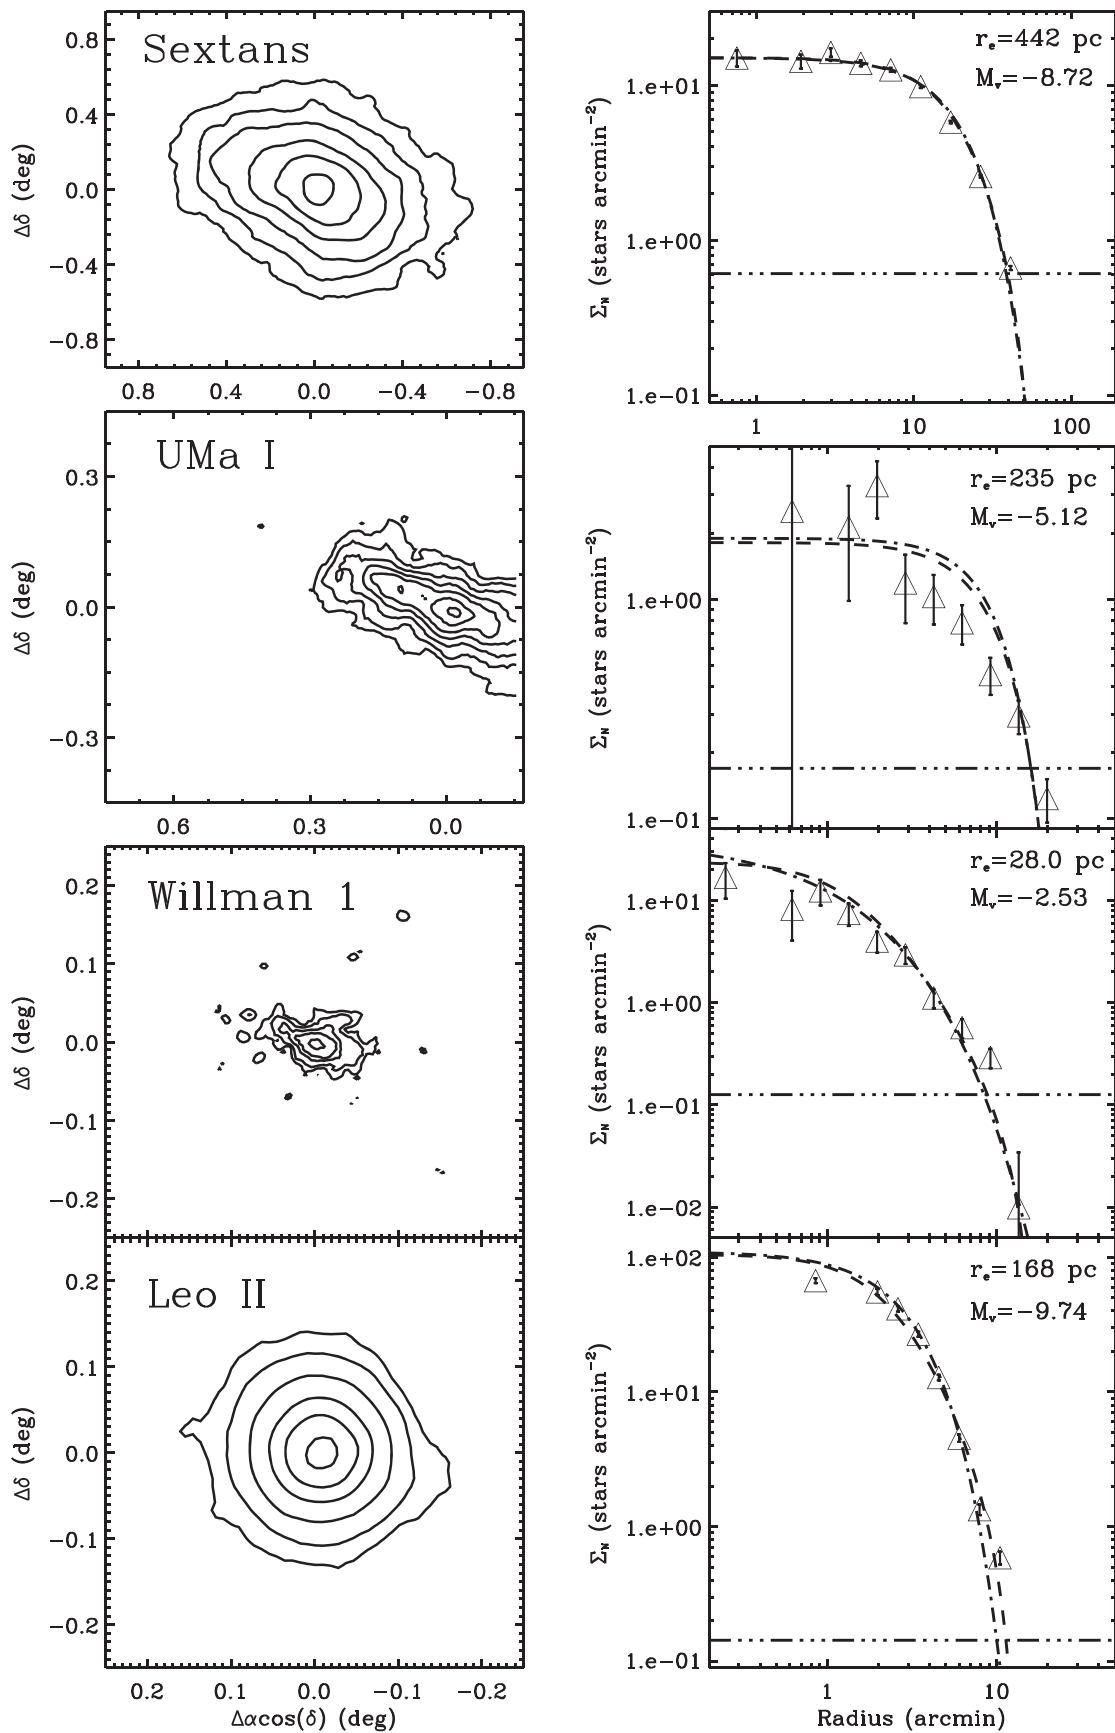 Sextans
0.8
0.4
0.0
−0.4
−0.8
Δδ (deg)
0.8 0.4 0.0 −0.4 −0.8
r_e=442 pc
M_v=−8.72
1.e+01
1.e+00
1.e−01
Σ_N (stars arcmin⁻²)
1 10 100
UMa I
0.3
0.0
−0.3
Δδ (deg)
0.6 0.3 0.0
r_e=235 pc
M_v=−5.12
1.e+00
1.e−01
Σ_N (stars arcmin⁻²)
Willman 1
0.2
0.1
0.0
−0.1
−0.2
Δδ (deg)
r_e=28.0 pc
M_v=−2.53
1.e+01
1.e+00
1.e−01
1.e−02
Σ_N (stars arcmin⁻²)
Leo II
0.2
0.1
0.0
−0.1
−0.2
Δδ (deg)
0.2 0.1 0.0 −0.1 −0.2
Δαcos(δ) (deg)
r_e=168 pc
M_v=−9.74
1.e+02
1.e+01
1.e+00
1.e−01
Σ_N (stars arcmin⁻²)
1 10
Radius (arcmin)